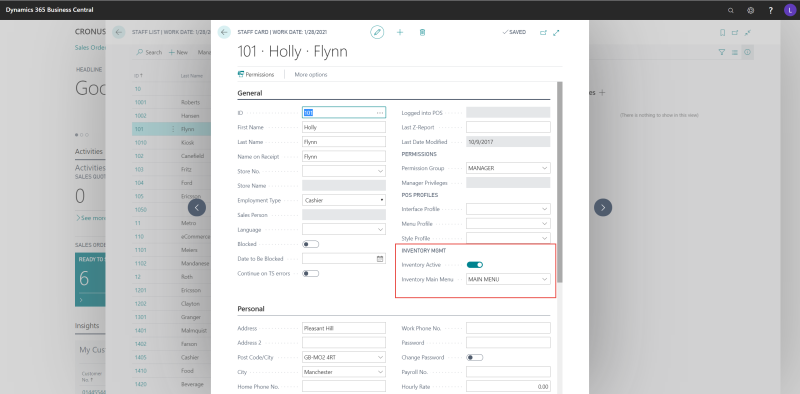 Dynamics 365 Business Central
L
CRONUS
Sales Orde
HEADLINE
Goo
Activities
Activities
SALES QUOT
0
See more
SALES ORDE
READY TO
6
Insights
My Cus
Customer
No. ↑
STAFF LIST | WORK DATE: 1/28/2
Search
+ New
Mana
ID ↑
Last Name
10
1001 Roberts
1002 Hansen
101 Flynn
1010 Kiosk
102 Canefield
103 Fritz
104 Ford
105 Ericsson
1050
11 Metro
110 eCommerce
1101 Meiers
1102 Mandanese
12 Roth
1201 Ericsson
1202 Clayton
1301 Granger
1401 Malmquist
1402 Farson
1405 Cashier
1410 Food
1420 Beverage
STAFF CARD | WORK DATE: 1/28/2021
✓ SAVED
101 · Holly · Flynn
Permissions
More options
General
ID 101
First Name Holly
Last Name Flynn
Name on Receipt Flynn
Store No.
Store Name
Employment Type Cashier
Sales Person
Language
Blocked
Date to Be Blocked
Continue on TS errors
Logged into POS
Last Z-Report
Last Date Modified 10/9/2017
PERMISSIONS
Permission Group MANAGER
Manager Privileges
POS PROFILES
Interface Profile
Menu Profile
Style Profile
INVENTORY MGMT
Inventory Active
Inventory Main Menu MAIN MENU
Personal
Address Pleasant Hill
Address 2
Post Code/City GB-MO2 4RT
City Manchester
Home Phone No.
Work Phone No.
Password
Change Password
Payroll No.
Hourly Rate 0.00
es +
(There is nothing to show in this view)